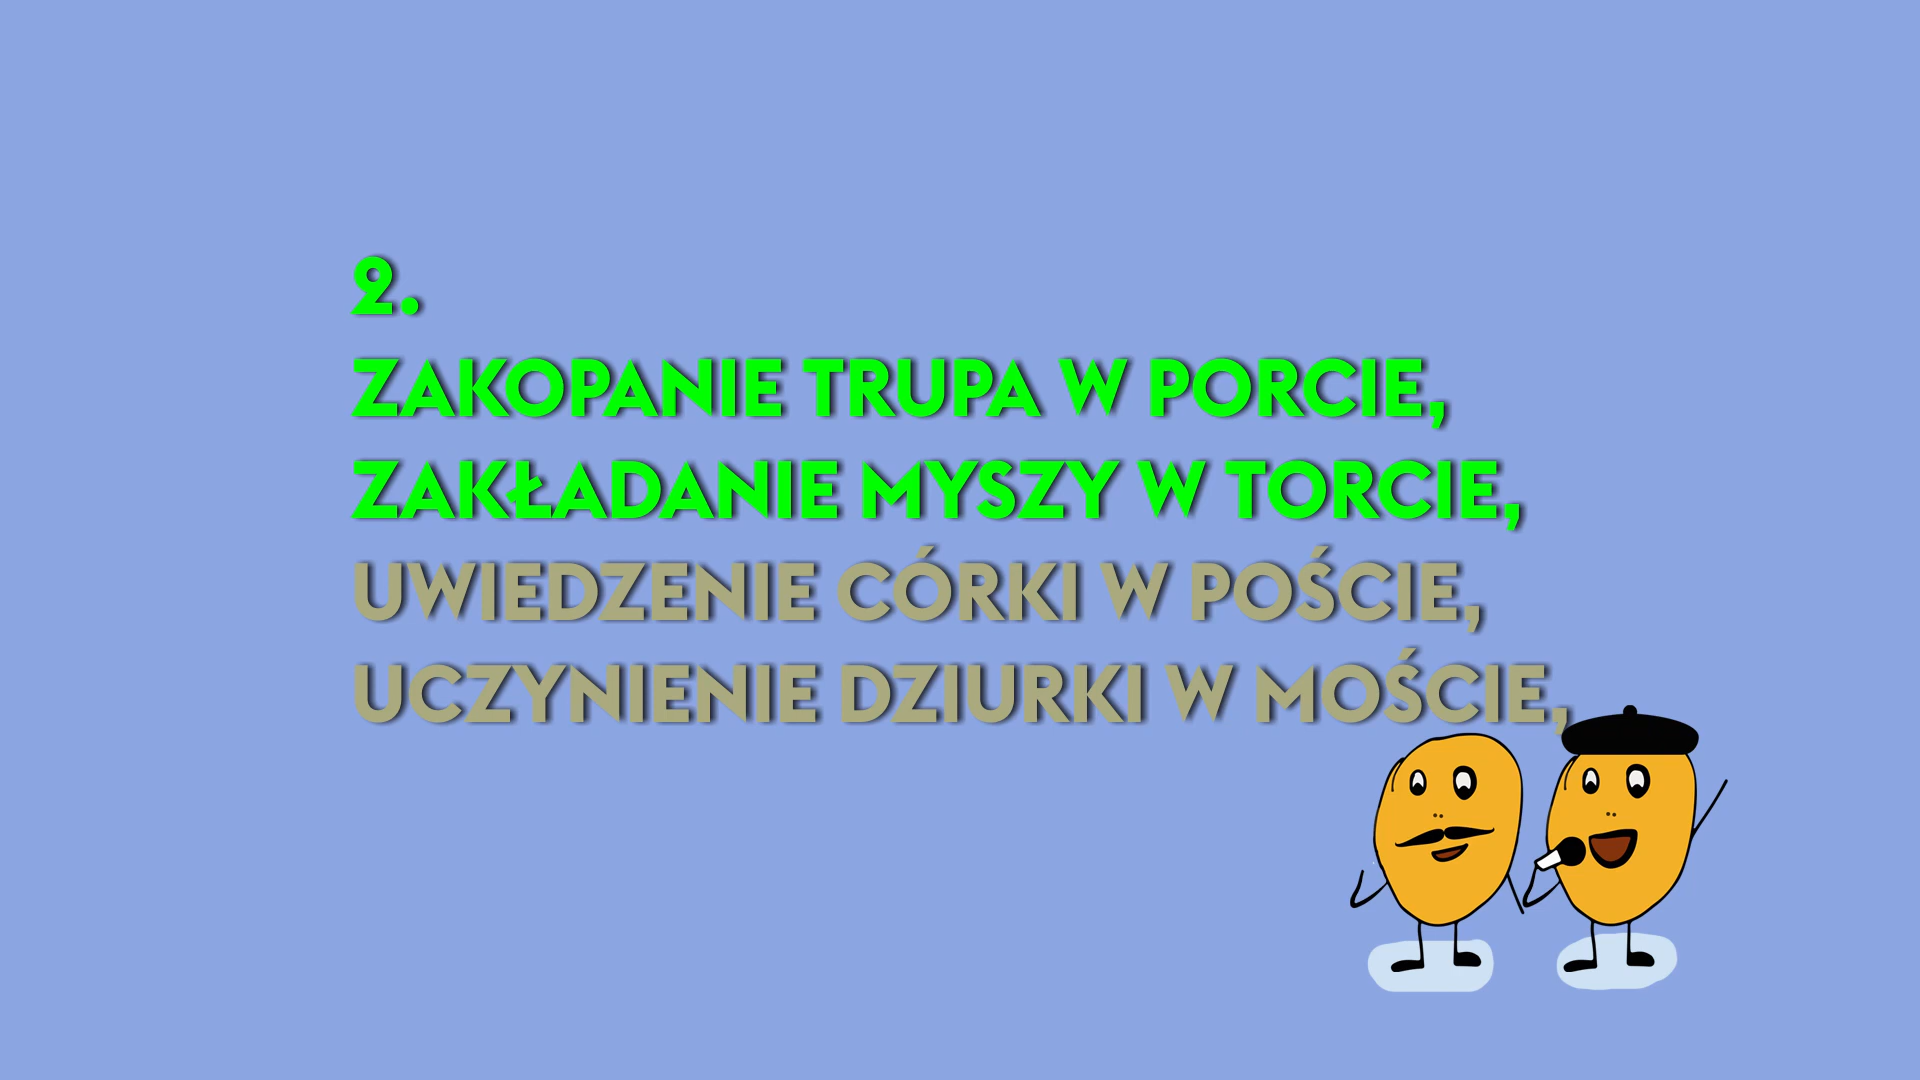 2.
ZAKOPANIE TRUPA W PORCIE,
ZAKŁADANIE MYSZY W TORCIE,
UWIEDZENIE CÓRKI W POŚCIE,
UCZYNIENIE DZIURKI W MOŚCIE,